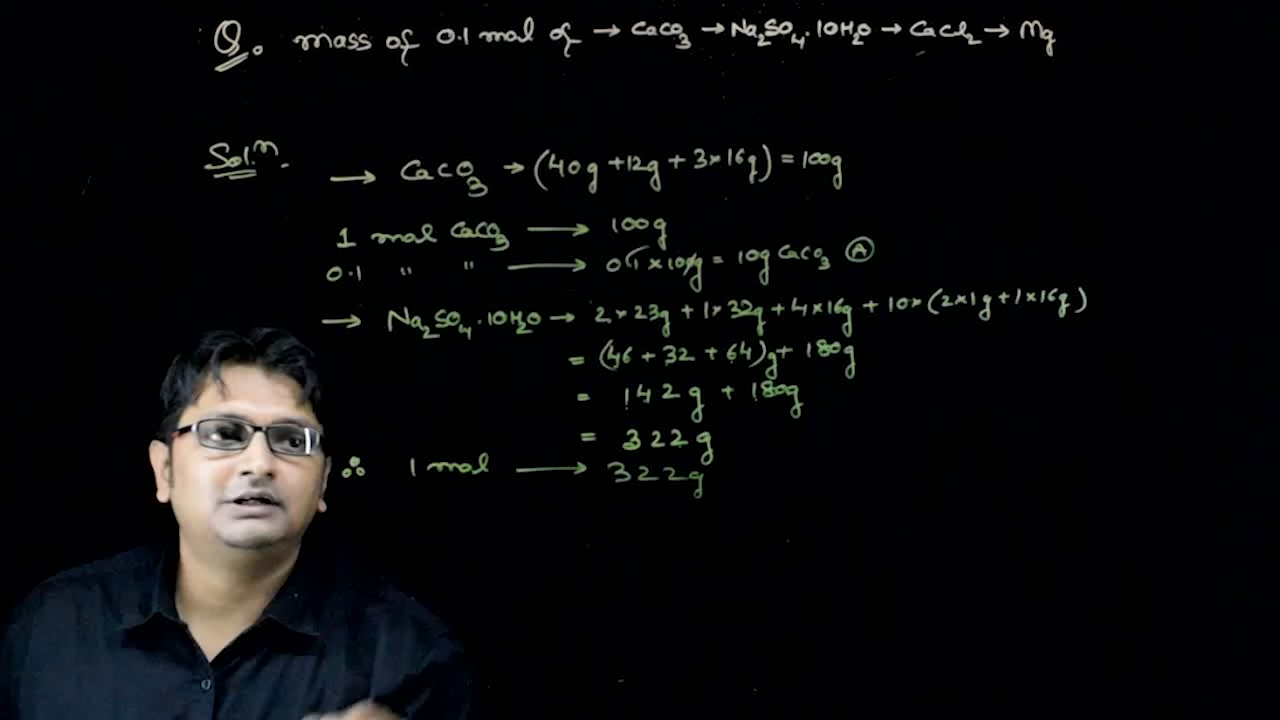 Q. mass of 0.1 mol of → CaCO₃ → Na₂SO₄·10H₂O → CaCl₂ → Mg
Solⁿ.
→ CaCO₃ → (40g + 12g + 3×16g) = 100g
1 mol CaCO₃ → 100g
0.1 " " → 0.1 × 100g = 10g CaCO₃ Ⓐ
→ Na₂SO₄·10H₂O → 2×23g + 1×32g + 4×16g + 10×(2×1g + 1×16g)
= (46 + 32 + 64)g + 180g
= 142g + 180g
= 322g
∴ 1 mol → 322g